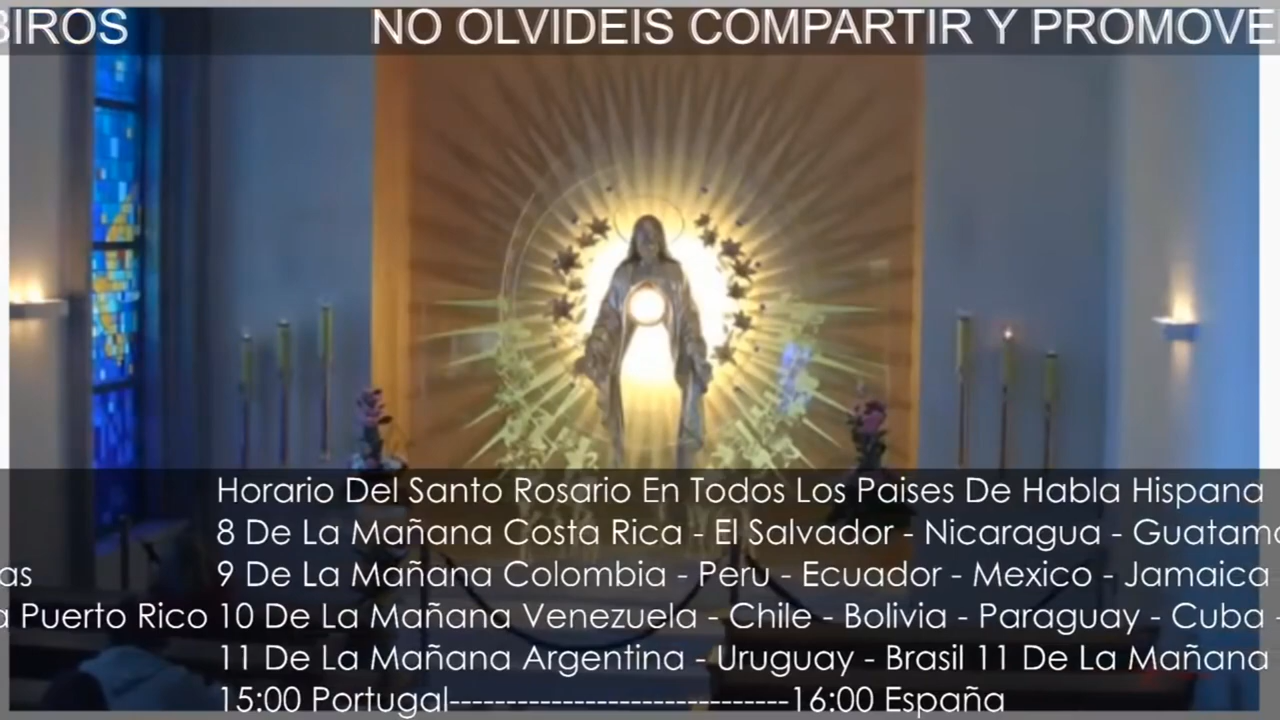 BIROS NO OLVIDEIS COMPARTIR Y PROMOVE
Horario Del Santo Rosario En Todos Los Paises De Habla Hispana
8 De La Mañana Costa Rica - El Salvador - Nicaragua - Guatama
as 9 De La Mañana Colombia - Peru - Ecuador - Mexico - Jamaica
a Puerto Rico 10 De La Mañana Venezuela - Chile - Bolivia - Paraguay - Cuba -
11 De La Mañana Argentina - Uruguay - Brasil 11 De La Mañana
15:00 Portugal------------------------------16:00 España